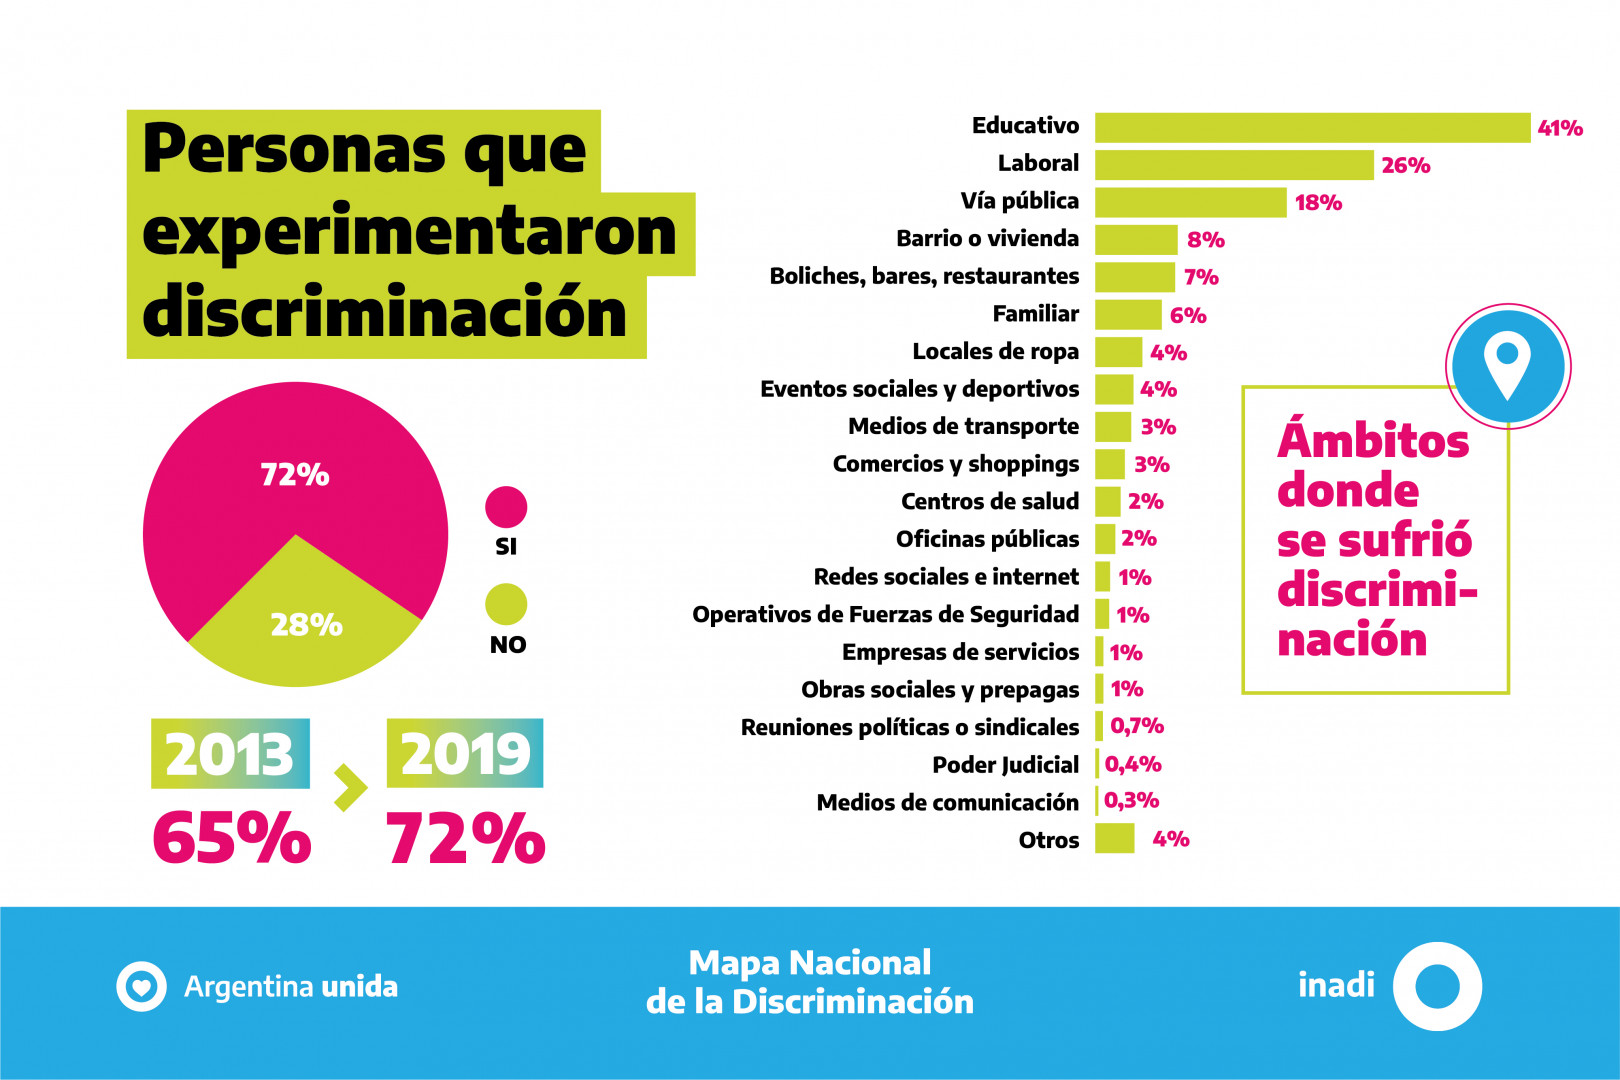 Personas que
experimentaron
discriminación
72%
28%
SI
NO
2013
2019
65%
72%
Educativo 41%
Laboral 26%
Vía pública 18%
Barrio o vivienda 8%
Boliches, bares, restaurantes 7%
Familiar 6%
Locales de ropa 4%
Eventos sociales y deportivos 4%
Medios de transporte 3%
Comercios y shoppings 3%
Centros de salud 2%
Oficinas públicas 2%
Redes sociales e internet 1%
Operativos de Fuerzas de Seguridad 1%
Empresas de servicios 1%
Obras sociales y prepagas 1%
Reuniones políticas o sindicales 0,7%
Poder Judicial 0,4%
Medios de comunicación 0,3%
Otros 4%
Ámbitos
donde
se sufrió
discrimi-
nación
Argentina unida
Mapa Nacional
de la Discriminación
inadi